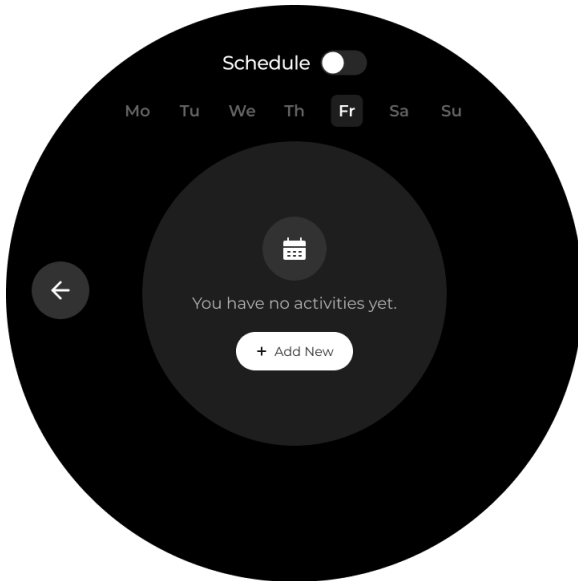 Schedule
Mo Tu We Th Fr Sa Su
You have no activities yet.
+ Add New